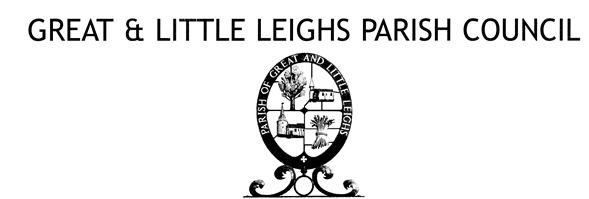 GREAT & LITTLE LEIGHS PARISH COUNCIL
PARISH OF GREAT AND LITTLE LEIGHS